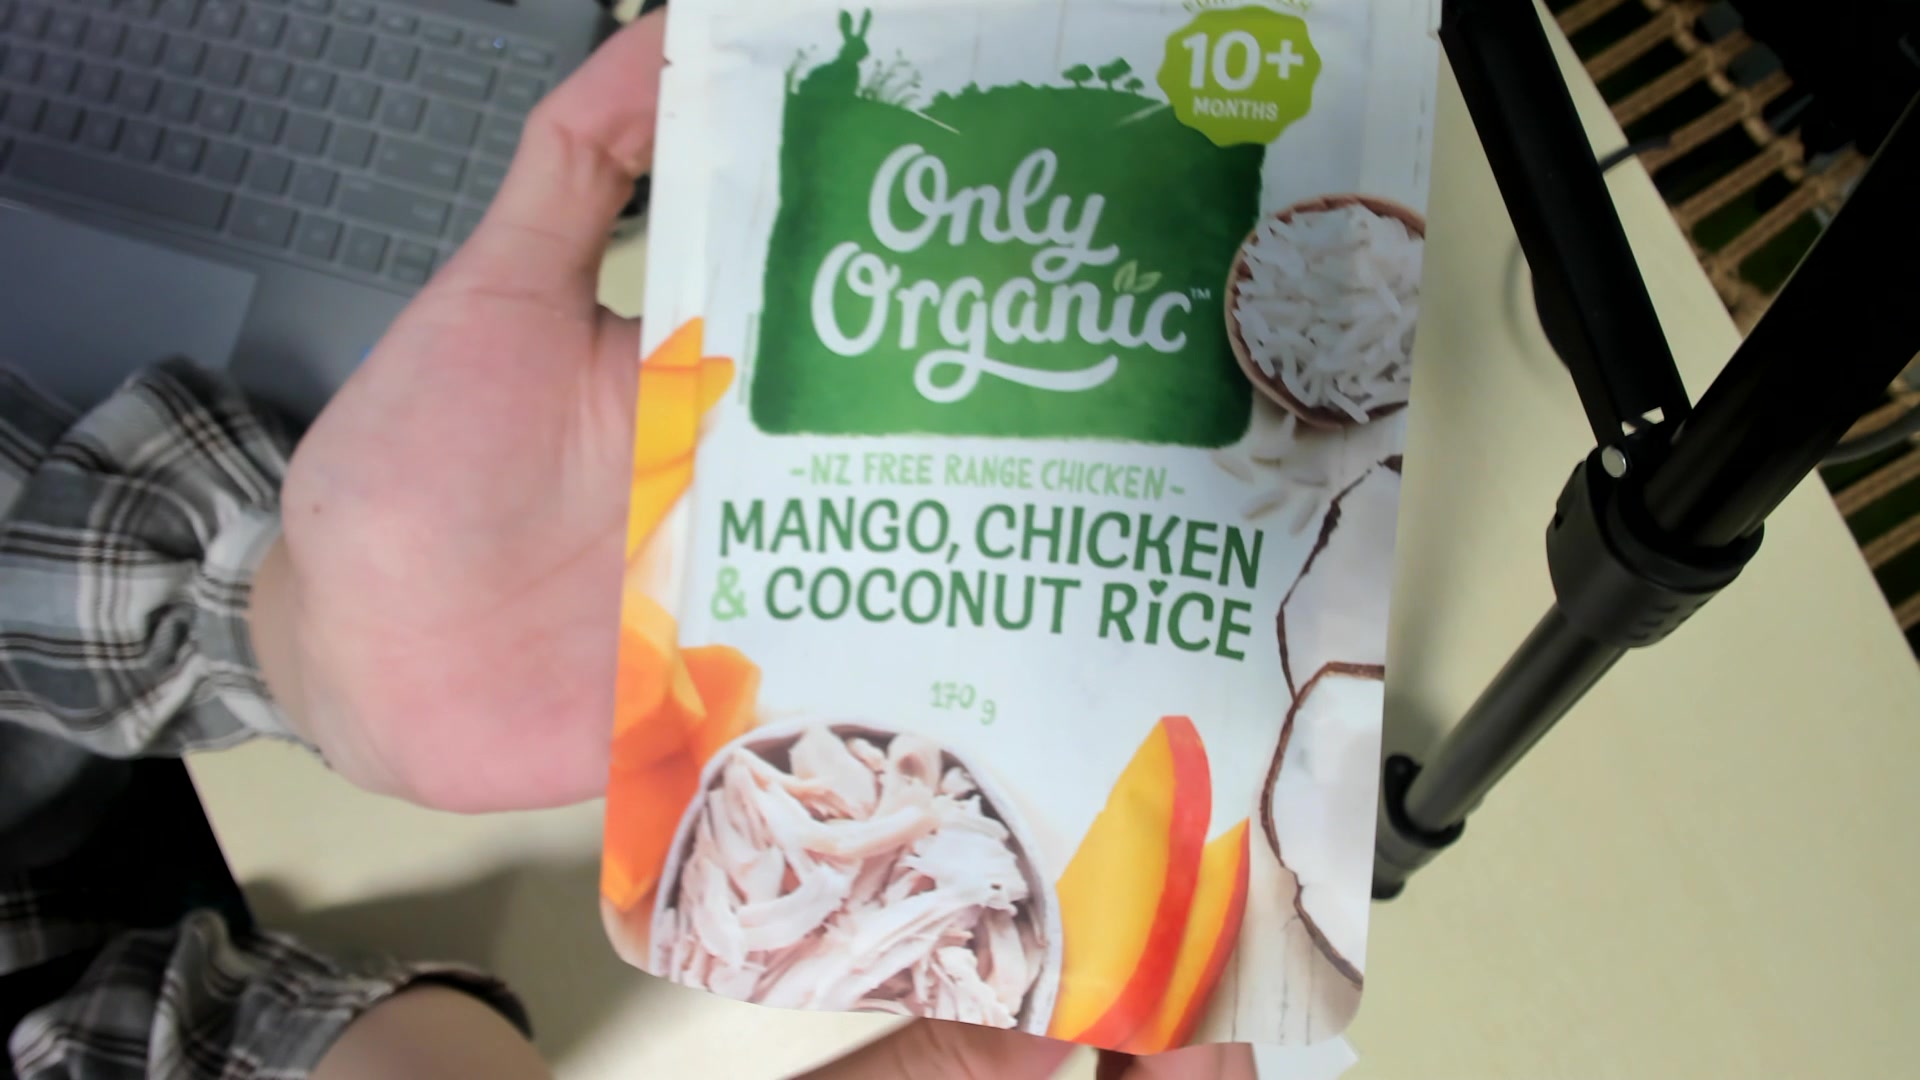 10+
MONTHS
Only
Organic™
-NZ FREE RANGE CHICKEN-
MANGO, CHICKEN
& COCONUT RICE
170 g